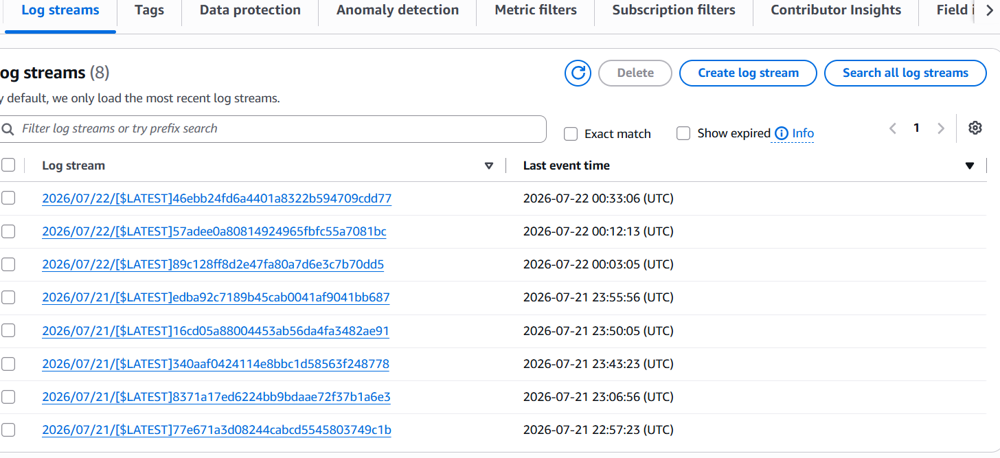 Log streams Tags Data protection Anomaly detection Metric filters Subscription filters Contributor Insights Field i
og streams (8) Delete Create log stream Search all log streams
y default, we only load the most recent log streams.
Filter log streams or try prefix search Exact match Show expired Info 1
Log stream Last event time
2026/07/22/[$LATEST]46ebb24fd6a4401a8322b594709cdd77 2026-07-22 00:33:06 (UTC)
2026/07/22/[$LATEST]57adee0a80814924965fbfc55a7081bc 2026-07-22 00:12:13 (UTC)
2026/07/22/[$LATEST]89c128ff8d2e47fa80a7d6e3c7b70dd5 2026-07-22 00:03:05 (UTC)
2026/07/21/[$LATEST]edba92c7189b45cab0041af9041bb687 2026-07-21 23:55:56 (UTC)
2026/07/21/[$LATEST]16cd05a88004453ab56da4fa3482ae91 2026-07-21 23:50:05 (UTC)
2026/07/21/[$LATEST]340aaf0424114e8bbc1d58563f248778 2026-07-21 23:43:23 (UTC)
2026/07/21/[$LATEST]8371a17ed6224bb9bdaae72f37b1a6e3 2026-07-21 23:06:56 (UTC)
2026/07/21/[$LATEST]77e671a3d08244cabcd5545803749c1b 2026-07-21 22:57:23 (UTC)